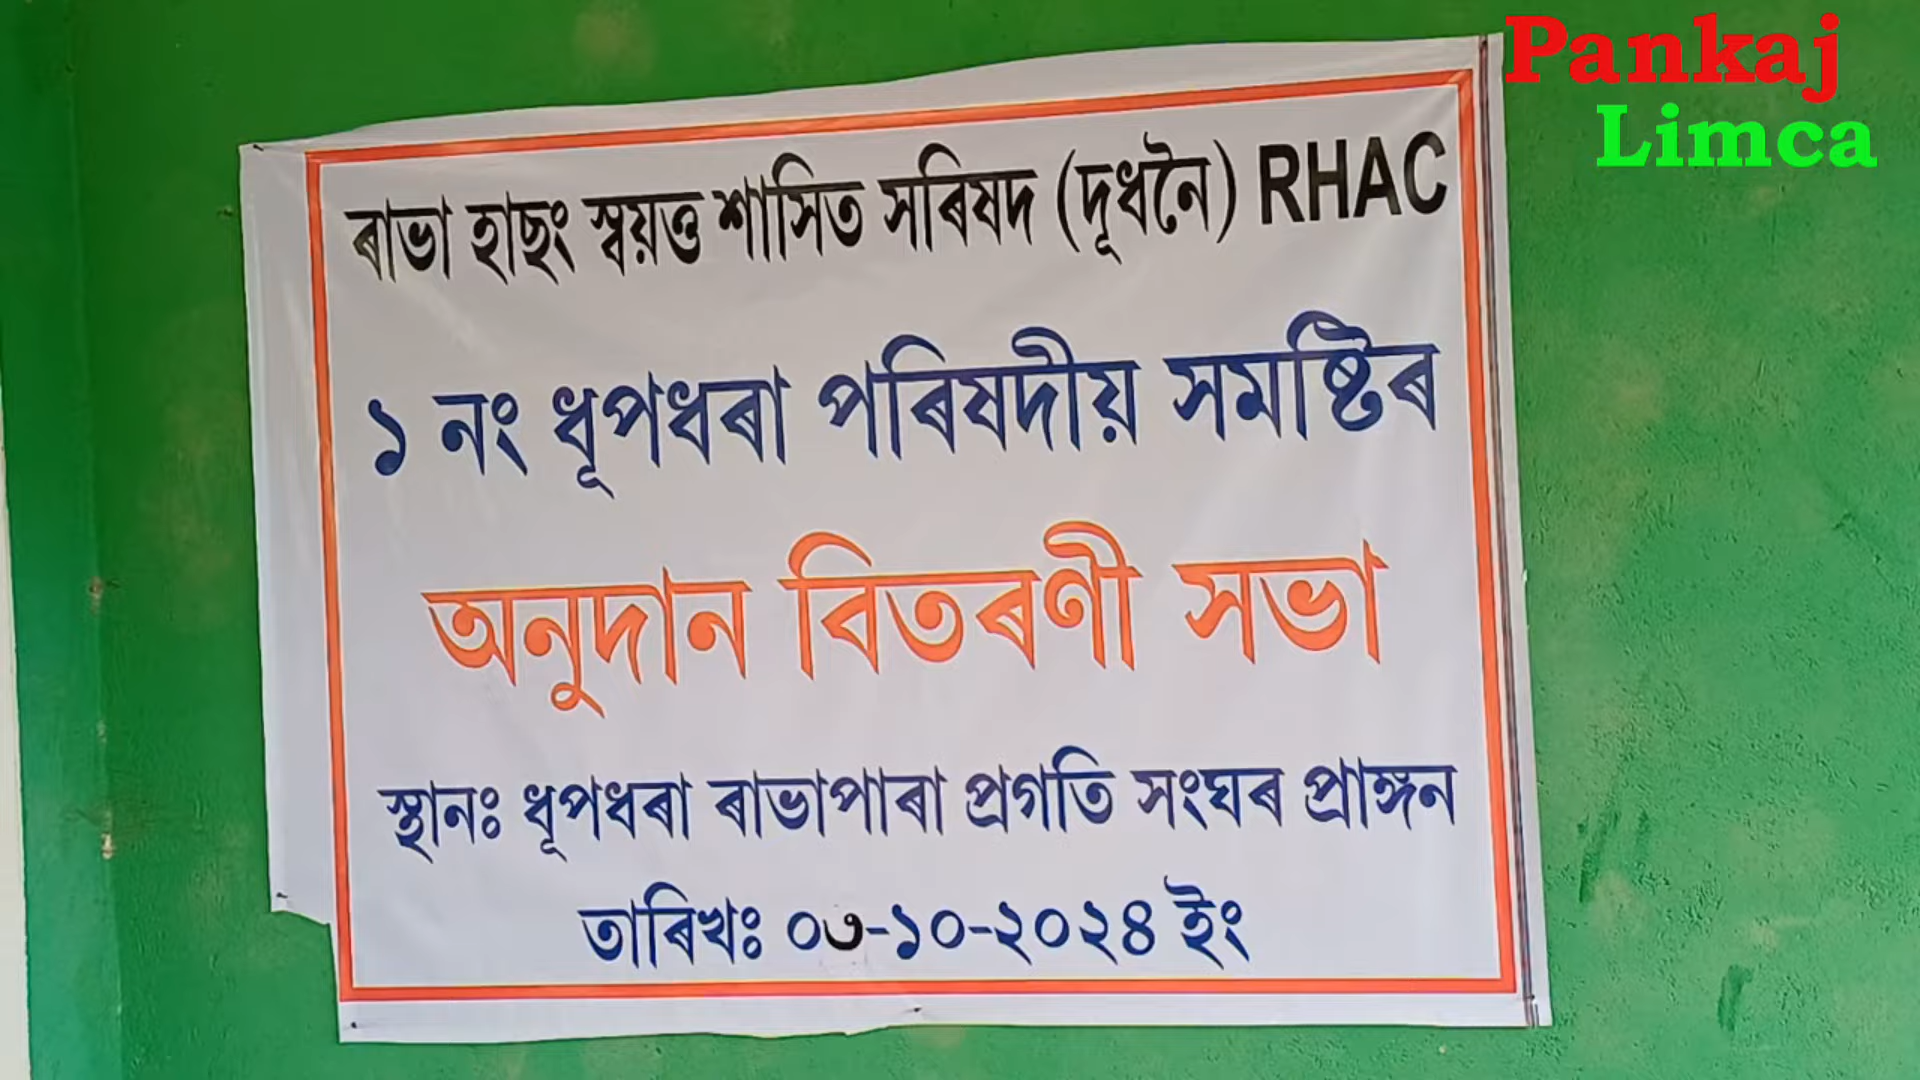 ৰাভা হাছং স্বয়ত্ত শাসিত সৰিষদ (দূধনৈ) RHAC
১ নং ধূপধৰা পৰিষদীয় সমষ্টিৰ
অনুদান বিতৰণী সভা
স্থানঃ ধূপধৰা ৰাভাপাৰা প্ৰগতি সংঘৰ প্ৰাঙ্গন
তাৰিখঃ ০৩-১০-২০২৪ ইং
Pankaj
Limca